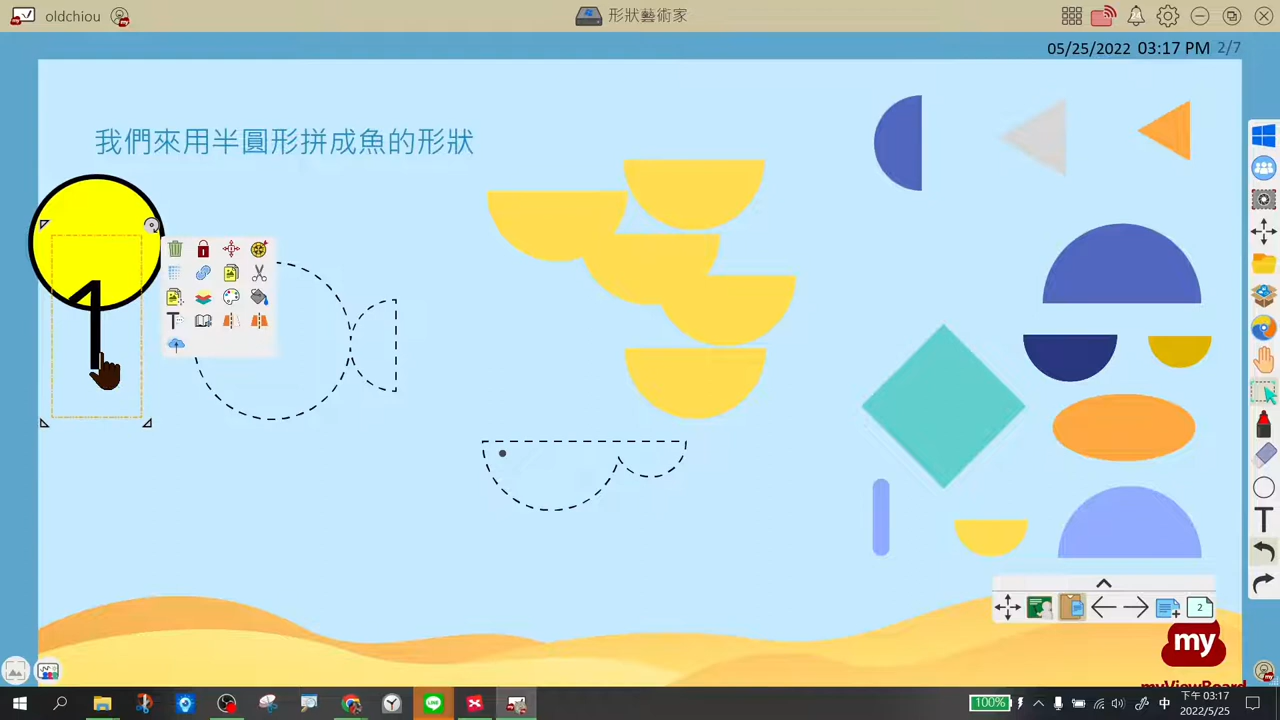 oldchiou
形狀藝術家
05/25/2022 03:17 PM 2/7
我們來用半圓形拼成魚的形狀
1
2
my
myViewBoard
100%
中
下午 03:17
2022/5/25